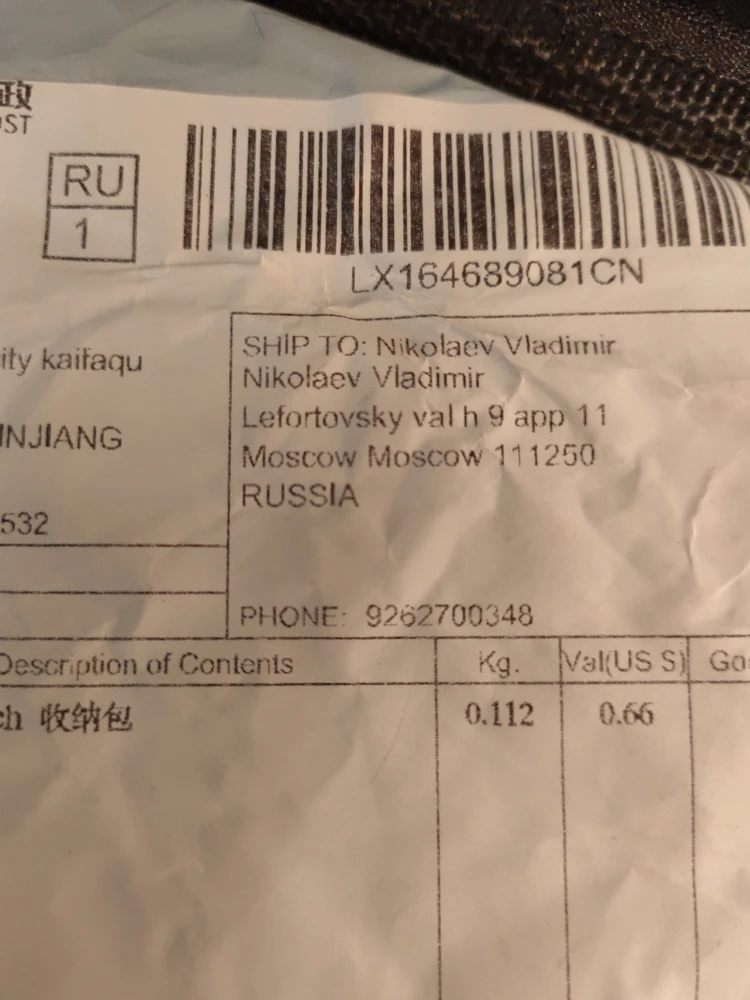 政
OST
RU
1
LX164689081CN
ity kaifaqu
INJIANG
532
SHIP TO: Nikolaev Vladimir
Nikolaev Vladimir
Lefortovsky val h 9 app 11
Moscow Moscow 111250
RUSSIA
PHONE: 9262700348
Description of Contents Kg. Val(US S) Go
ch 收纳包 0.112 0.66